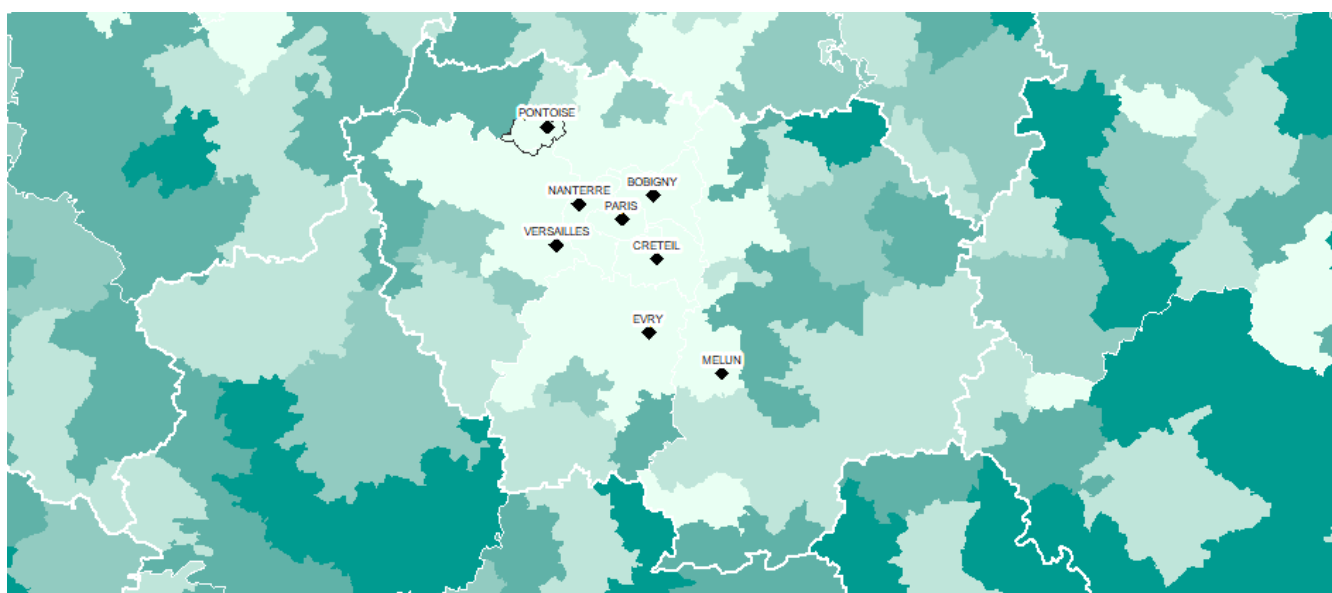 PONTOISE
NANTERRE
BOBIGNY
PARIS
VERSAILLES
CRETEIL
EVRY
MELUN